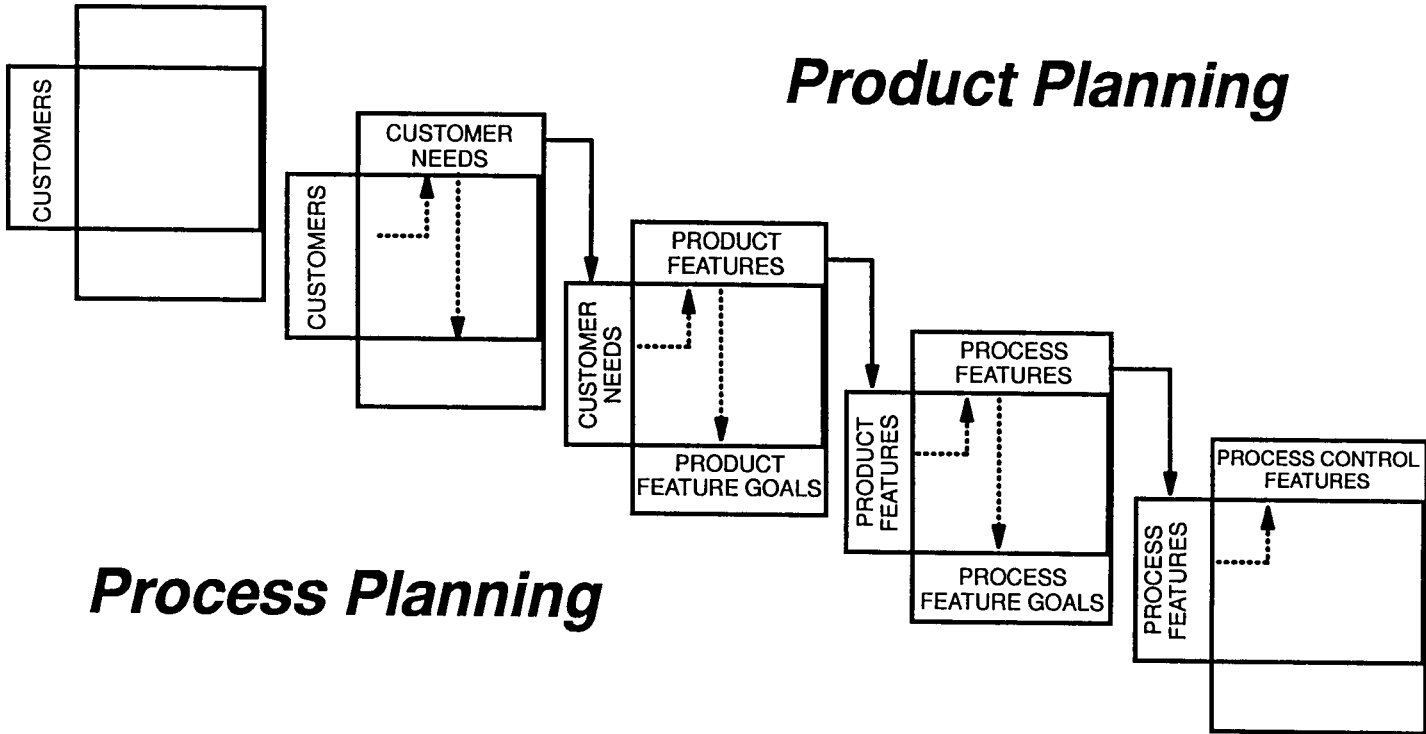 Product Planning
CUSTOMERS
CUSTOMER
NEEDS
CUSTOMERS
PRODUCT
FEATURES
CUSTOMER
NEEDS
PRODUCT
FEATURE GOALS
PROCESS
FEATURES
PRODUCT
FEATURES
PROCESS
FEATURE GOALS
PROCESS CONTROL
FEATURES
PROCESS
FEATURES
Process Planning